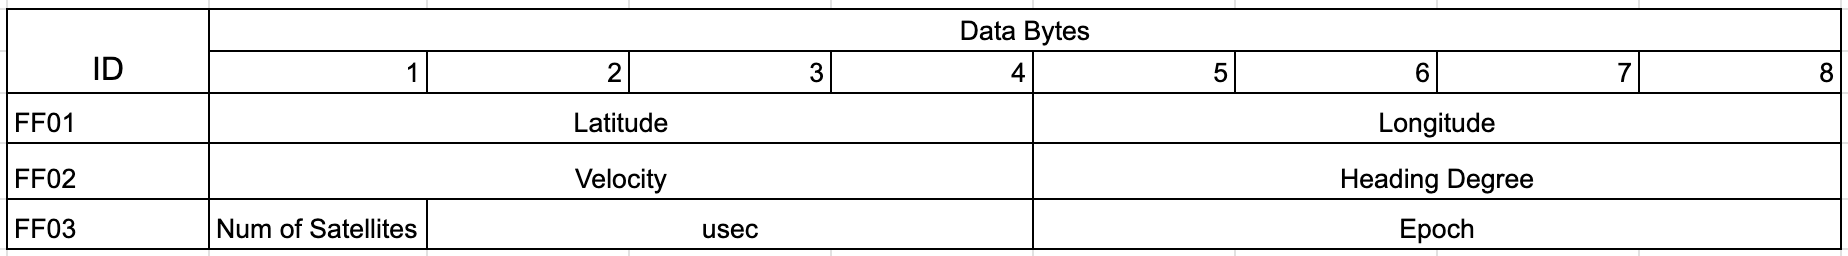 Data Bytes
ID
1 2 3 4 5 6 7 8
FF01 Latitude Longitude
FF02 Velocity Heading Degree
FF03 Num of Satellites usec Epoch